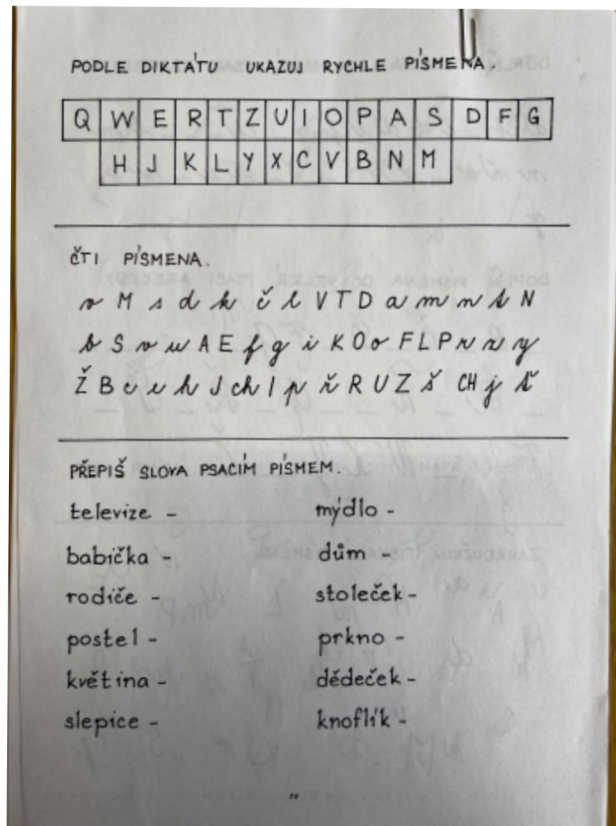 PODLE DIKTÁTU UKAZUJ RYCHLE PÍSMENA.
Q W E R T Z U I O P A S D F G
H J K L Y X C V B N M
ČTI PÍSMENA.
v M s d k č l V T D a m n t N
b S v u A E f g i K O o F L P r z y
Ž B c e h J ch I p ř R U Z š CH j ť
PŘEPIŠ SLOVA PSACÍM PÍSMEM.
televize - mýdlo -
babička - dům -
rodiče - stoleček -
postel - prkno -
květina - dědeček -
slepice - knoflík -